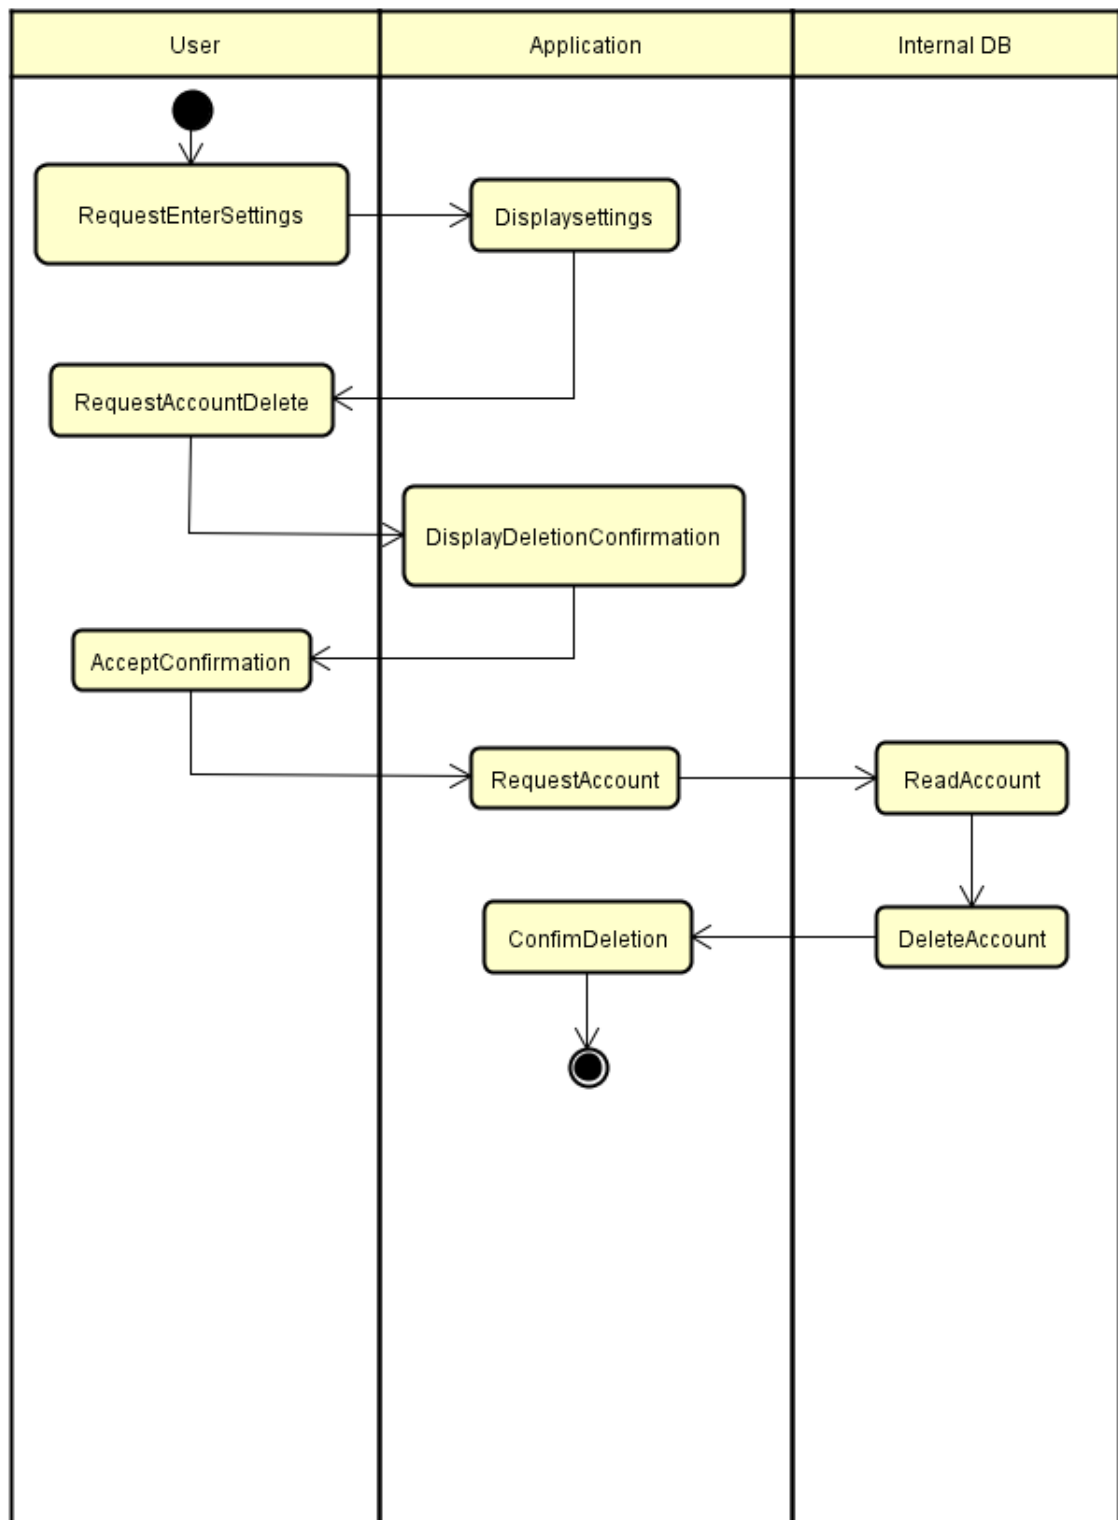 User
Application
Internal DB
RequestEnterSettings
Displaysettings
RequestAccountDelete
DisplayDeletionConfirmation
AcceptConfirmation
RequestAccount
ReadAccount
ConfimDeletion
DeleteAccount